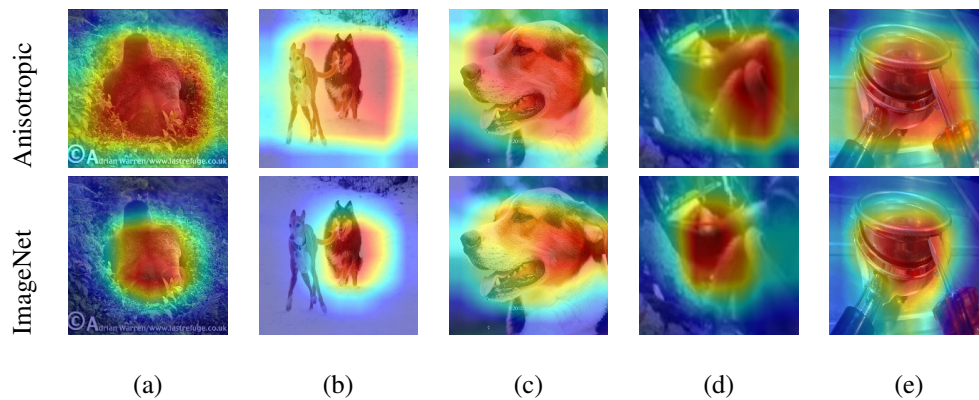 Anisotropic
©Adrian Warren/www.lastrefuge.co.uk
ImageNet
©Adrian Warren/www.lastrefuge.co.uk
(a) (b) (c) (d) (e)